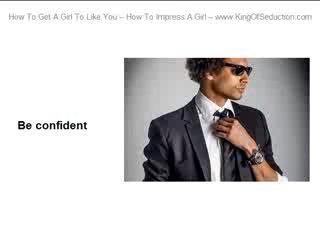 How To Get A Girl To Like You – How To Impress A Girl – www.KingOfSeduction.com
Be confident